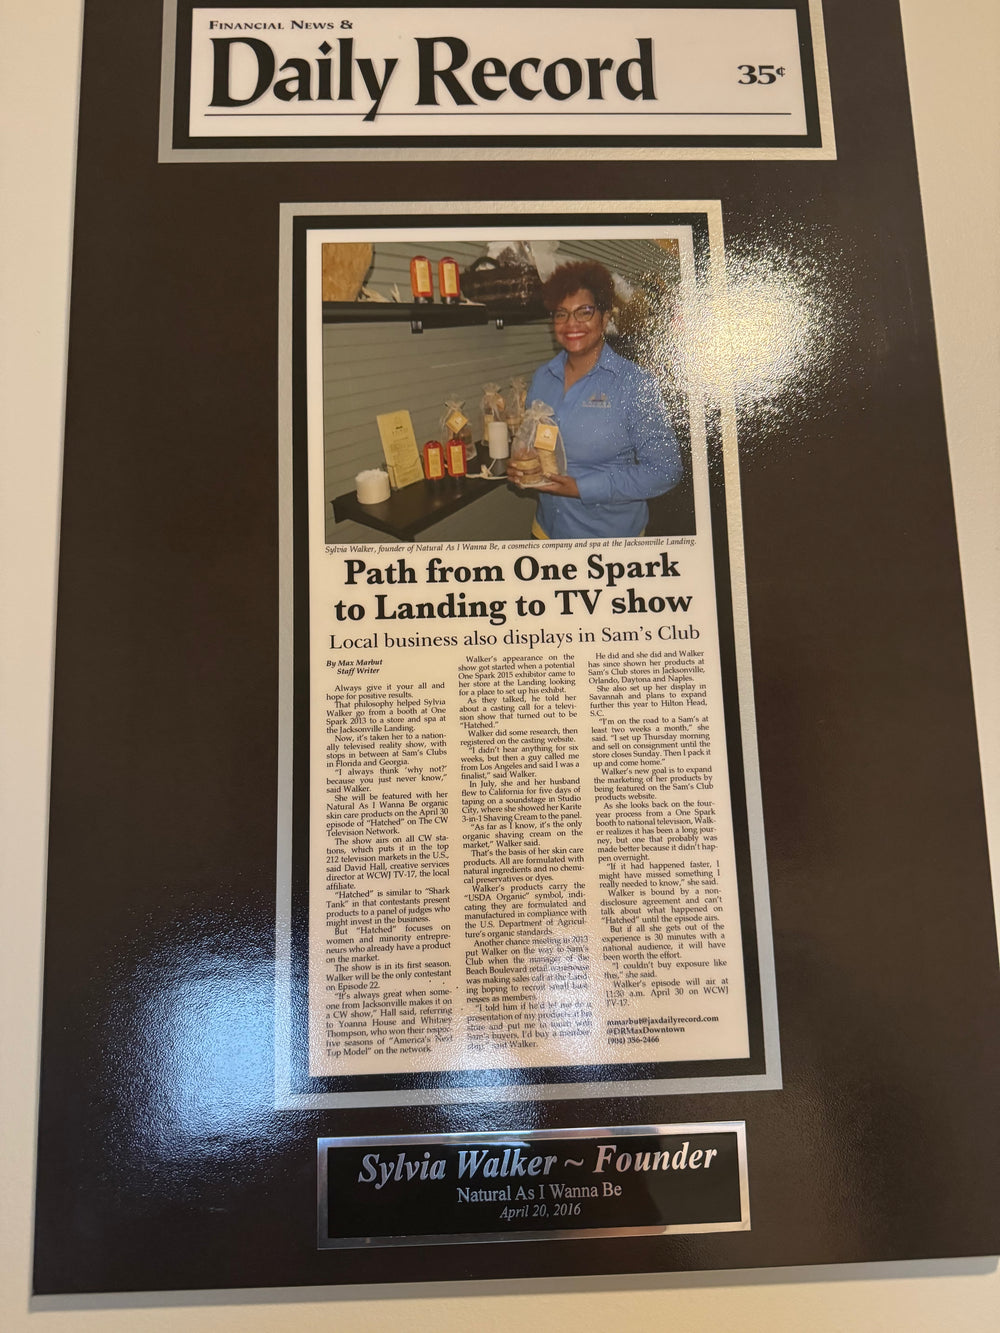 Financial News &
Daily Record
35¢
Sylvia Walker, founder of Natural As I Wanna Be, a cosmetics company and spa at the Jacksonville Landing.
Path from One Spark
to Landing to TV show
Local business also displays in Sam's Club
By Max Marbut
Staff Writer
Always give it your all and
hope for positive results.
That philosophy helped Sylvia
Walker go from a booth at One
Spark 2013 to a store and spa at
the Jacksonville Landing.
Now, it's taken her to a nation-
ally televised reality show, with
stops in between at Sam's Clubs
in Florida and Georgia.
"I always think 'why not?'
because you just never know,"
said Walker.
She will be featured with her
Natural As I Wanna Be organic
skin care products on the April 30
episode of "Hatched" on The CW
Television Network.
The show airs on all CW sta-
tions, which puts it in the top
212 television markets in the U.S.,
said David Hall, creative services
director at WCWJ TV-17, the local
affiliate.
"Hatched" is similar to "Shark
Tank" in that contestants present
products to a panel of judges who
might invest in the business.
But "Hatched" focuses on
women and minority entrepre-
neurs who already have a product
on the market.
The show is in its first season.
Walker will be the only contestant
on Episode 22.
"It's always great when some-
one from Jacksonville makes it on
a CW show," Hall said, referring
to Yoanna House and Whitney
Thompson, who won their respec-
tive seasons of "America's Next
Top Model" on the network.
Walker's appearance on the
show got started when a potential
One Spark 2015 exhibitor came to
her store at the Landing looking
for a place to set up his exhibit.
As they talked, he told her
about a casting call for a televi-
sion show that turned out to be
"Hatched."
Walker did some research, then
registered on the casting website.
"I didn't hear anything for six
weeks, but then a guy called me
from Los Angeles and said I was a
finalist," said Walker.
In July, she and her husband
flew to California for five days of
taping on a soundstage in Studio
City, where she showed her Karite
3-in-1 Shaving Cream to the panel.
"As far as I know, it's the only
organic shaving cream on the
market," Walker said.
That's the basis of her skin care
products. All are formulated with
natural ingredients and no chemi-
cal preservatives or dyes.
Walker's products carry the
"USDA Organic" symbol, indi-
cating they are formulated and
manufactured in compliance with
the U.S. Department of Agricul-
ture's organic standards.
Another chance meeting in 2013
put Walker on the way to Sam's
Club when the manager of the
Beach Boulevard retail warehouse
was making sales call at the Land-
ing hoping to recruit small busi-
nesses as members.
"I told him if he'd let me do a
presentation of my products at his
store and put me in touch with
Sam's buyers, I'd buy a member-
ship," said Walker.
He did and she did and Walker
has since shown her products at
Sam's Club stores in Jacksonville,
Orlando, Daytona and Naples.
She also set up her display in
Savannah and plans to expand
further this year to Hilton Head,
S.C.
"I'm on the road to a Sam's at
least two weeks a month," she
said. "I set up Thursday morning
and sell on consignment until the
store closes Sunday. Then I pack it
up and come home."
Walker's new goal is to expand
the marketing of her products by
being featured on the Sam's Club
products website.
As she looks back on the four-
year process from a One Spark
booth to national television, Walk-
er realizes it has been a long jour-
ney, but one that probably was
made better because it didn't hap-
pen overnight.
"If it had happened faster, I
might have missed something I
really needed to know," she said.
Walker is bound by a non-
disclosure agreement and can't
talk about what happened on
"Hatched" until the episode airs.
But if all she gets out of the
experience is 30 minutes with a
national audience, it will have
been worth the effort.
"I couldn't buy exposure like
this," she said.
Walker's episode will air at
11:30 a.m. April 30 on WCWJ
TV-17.
mmarbut@jaxdailyrecord.com
@DRMaxDowntown
(904) 356-2466
Sylvia Walker ~ Founder
Natural As I Wanna Be
April 20, 2016